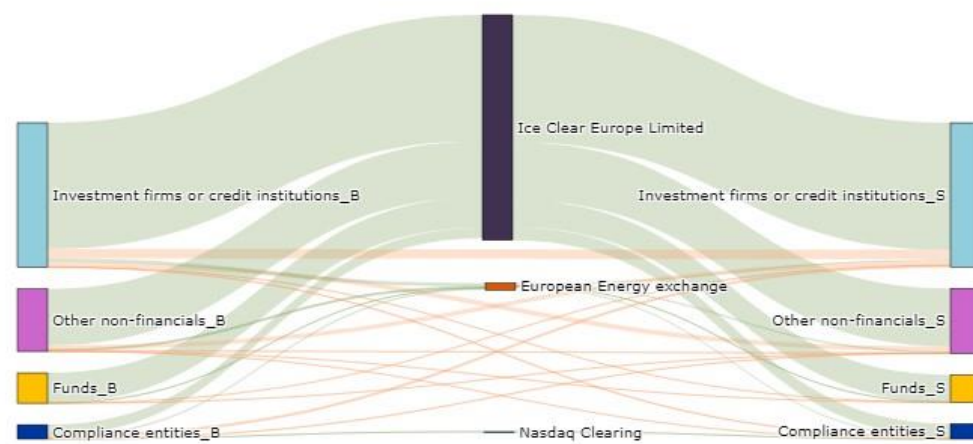 Ice Clear Europe Limited
Investment firms or credit institutions_B
Investment firms or credit institutions_S
European Energy exchange
Other non-financials_B
Other non-financials_S
Funds_B
Funds_S
Compliance entities_B
Nasdaq Clearing
Compliance entities_S